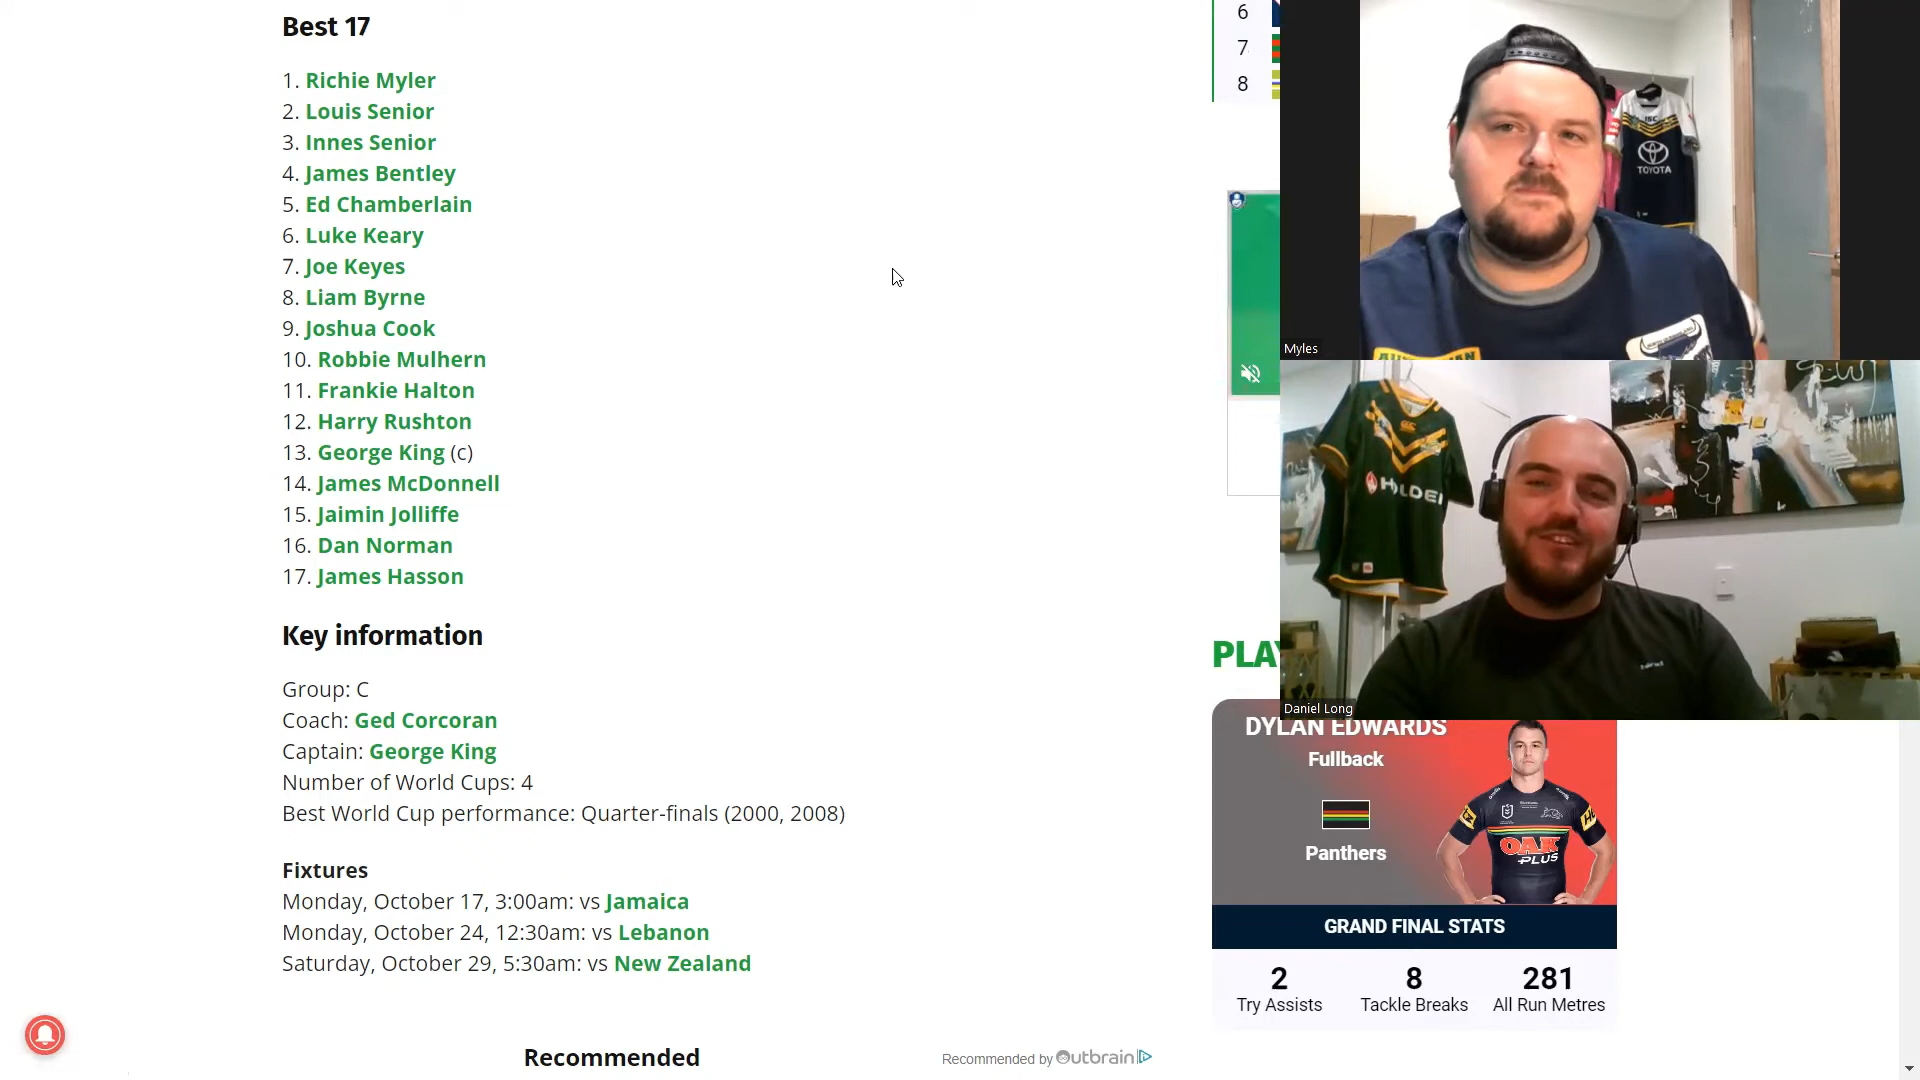 Best 17
1. Richie Myler
2. Louis Senior
3. Innes Senior
4. James Bentley
5. Ed Chamberlain
6. Luke Keary
7. Joe Keyes
8. Liam Byrne
9. Joshua Cook
10. Robbie Mulhern
11. Frankie Halton
12. Harry Rushton
13. George King (c)
14. James McDonnell
15. Jaimin Jolliffe
16. Dan Norman
17. James Hasson
Key information
Group: C
Coach: Ged Corcoran
Captain: George King
Number of World Cups: 4
Best World Cup performance: Quarter-finals (2000, 2008)
Fixtures
Monday, October 17, 3:00am: vs Jamaica
Monday, October 24, 12:30am: vs Lebanon
Saturday, October 29, 5:30am: vs New Zealand
Recommended
Recommended by Outbrain
6
7
8
ISC
TOYOTA
Myles
HOLDEN
Daniel Long
PLAY
DYLAN EDWARDS
Fullback
Panthers
OAK
PLUS
GRAND FINAL STATS
2 8 281
Try Assists Tackle Breaks All Run Metres